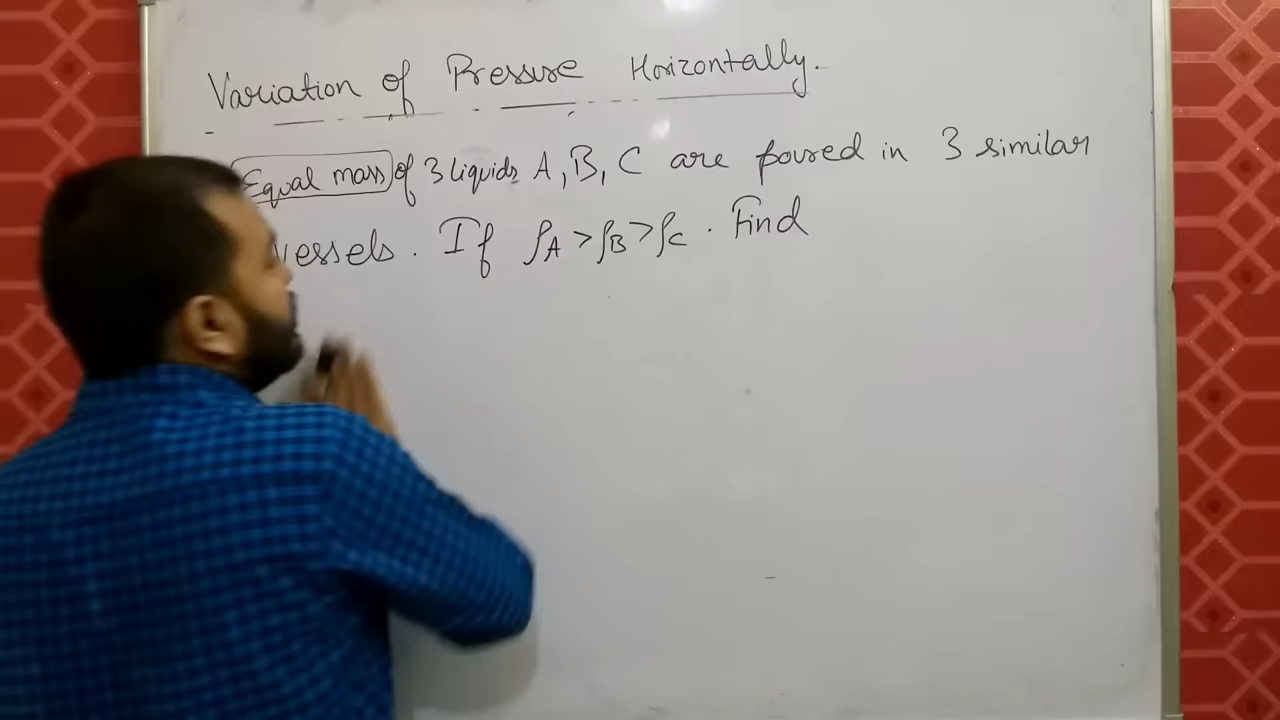 Variation of Pressure Horizontally.
Equal mass of 3 liquids A, B, C are poured in 3 similar
vessels. If ρA > ρB > ρC. Find